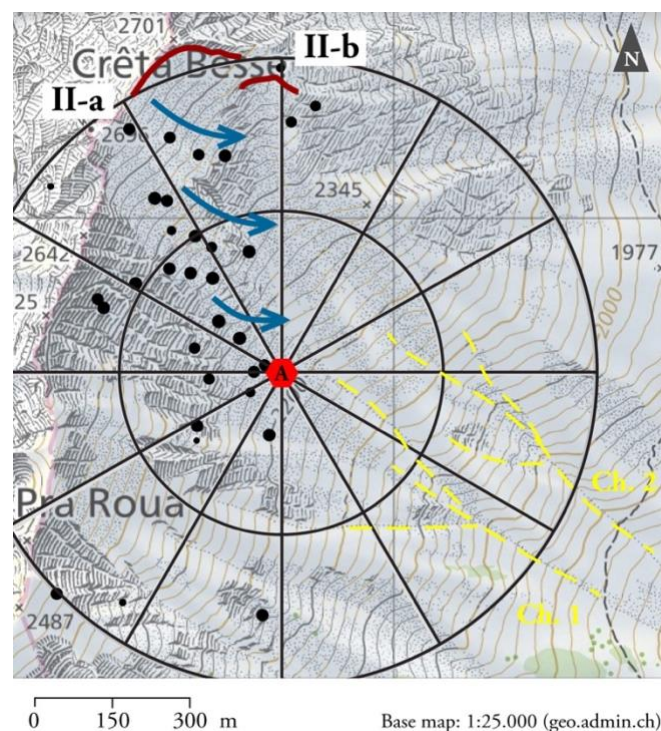 2701
Crêta Besse
II-b
N
II-a
2695
2345
2642
1977
25
2000
A
Ch. 2
Pra Roua
Ch. 1
2487
0 150 300 m
Base map: 1:25.000 (geo.admin.ch)